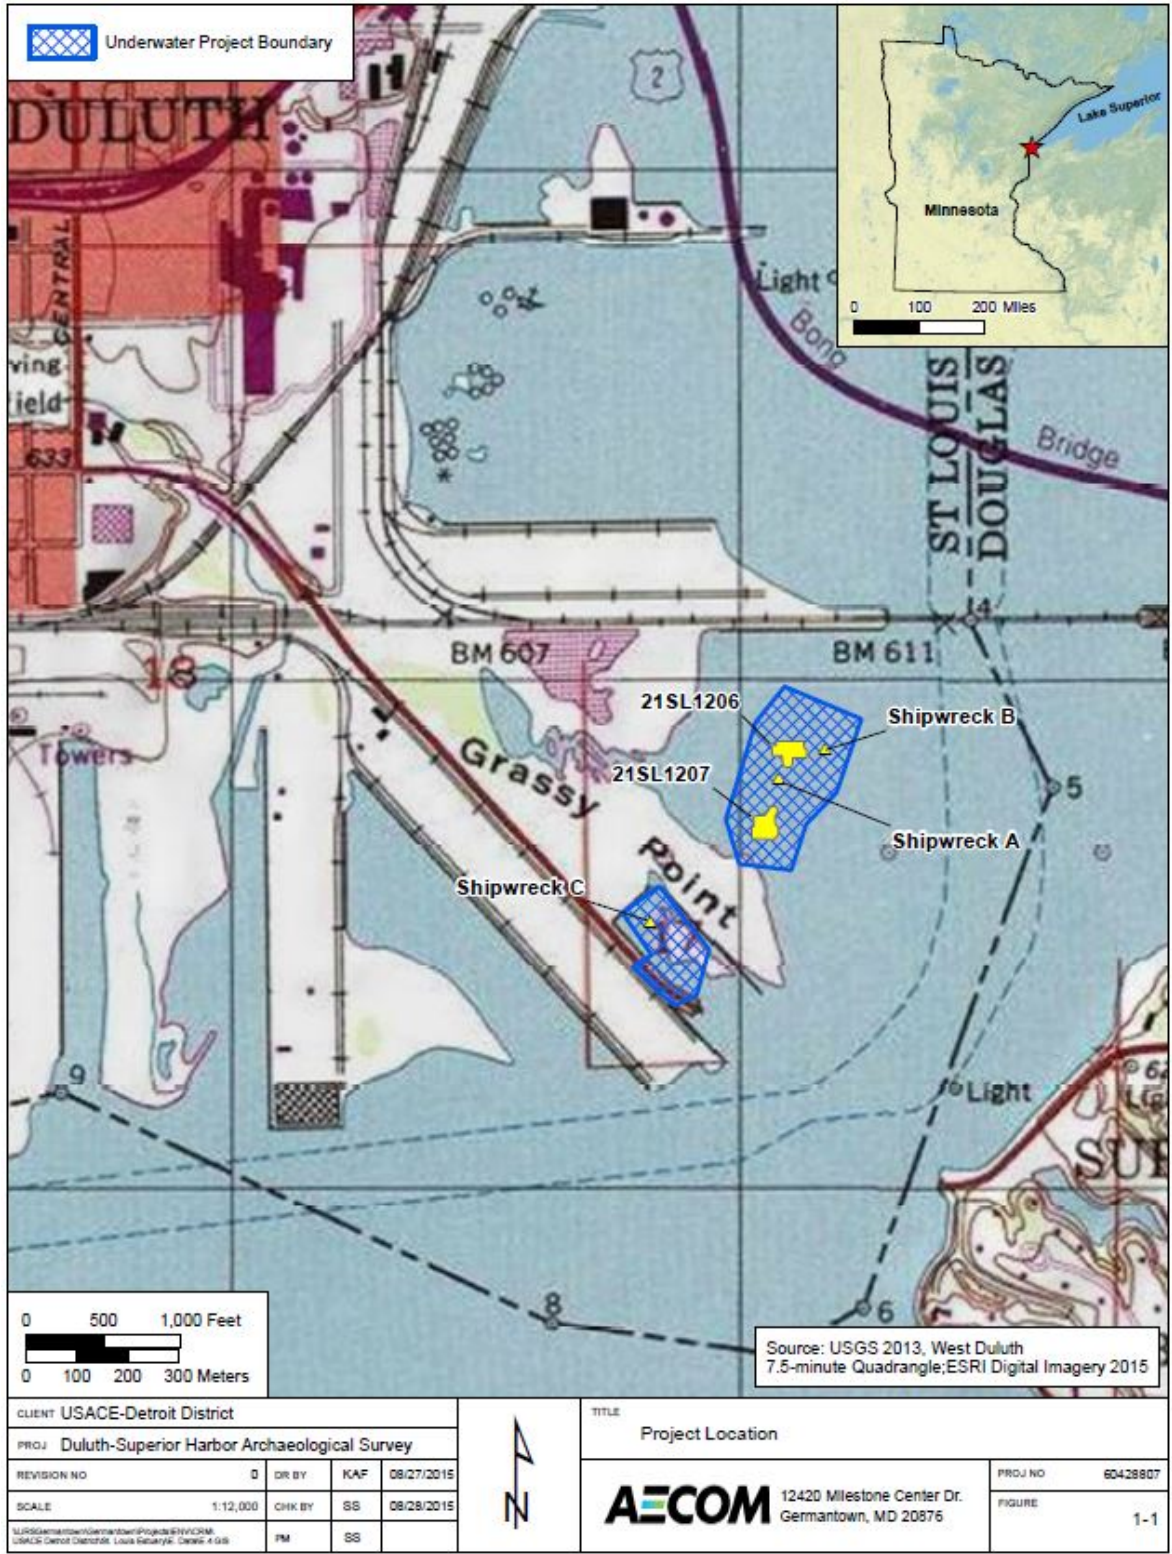 Underwater Project Boundary
2
Lake Superior
Minnesota
0 100 200 Miles
DULUTH
CENTRAL
Light
Bong
Bridge
ving
ield
633
ST LOUIS
DOUGLAS
4
BM 607
BM 611
18
21SL1206
Shipwreck B
Towers
Grassy
Point
21SL1207
5
Shipwreck A
Shipwreck C
9
Light
SUP
8
6
0 500 1,000 Feet
0 100 200 300 Meters
Source: USGS 2013, West Duluth
7.5-minute Quadrangle;ESRI Digital Imagery 2015
CLIENT USACE-Detroit District
PROJ Duluth-Superior Harbor Archaeological Survey
REVISION NO 0 DR BY KAF 08/27/2015
SCALE 1:12,000 CHK BY SS 08/28/2015
PM SS
N
TITLE
Project Location
AECOM
12420 Milestone Center Dr.
Germantown, MD 20876
PROJ NO 60428807
FIGURE
1-1